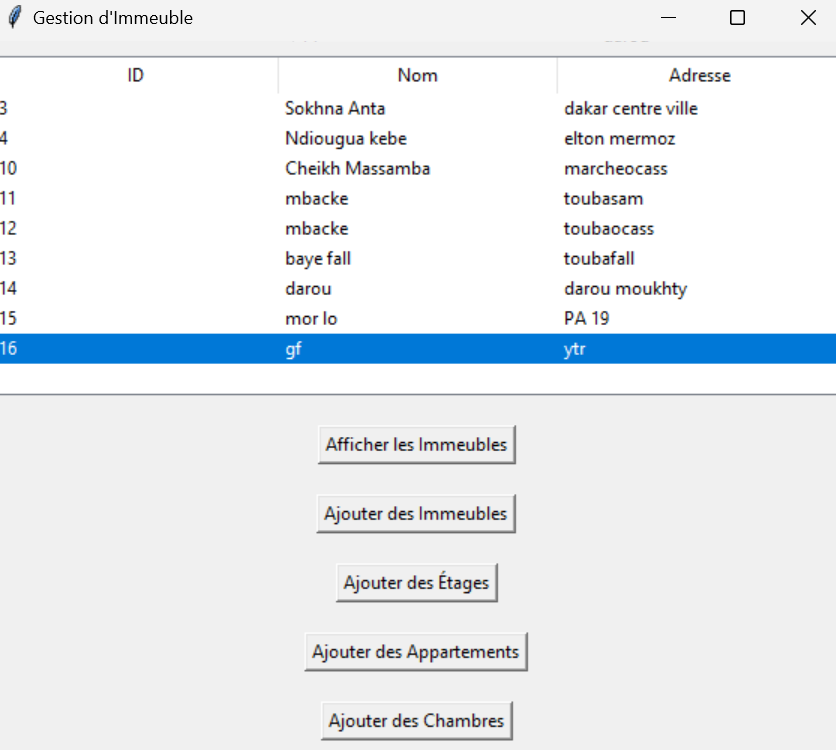 Gestion d'Immeuble
ID Nom Adresse
3 Sokhna Anta dakar centre ville
4 Ndiougua kebe elton mermoz
10 Cheikh Massamba marcheocass
11 mbacke toubasam
12 mbacke toubaocass
13 baye fall toubafall
14 darou darou moukhty
15 mor lo PA 19
16 gf ytr
Afficher les Immeubles
Ajouter des Immeubles
Ajouter des Étages
Ajouter des Appartements
Ajouter des Chambres